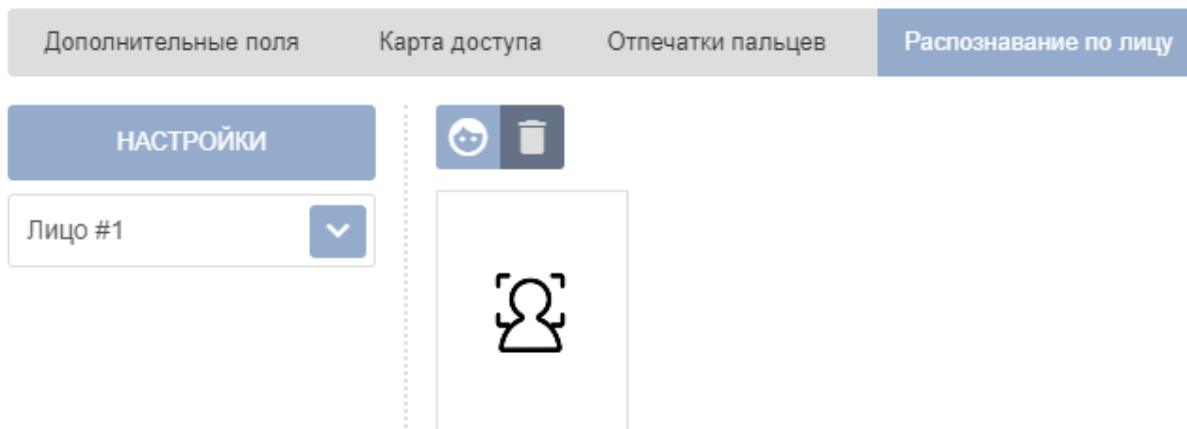 Дополнительные поля Карта доступа Отпечатки пальцев Распознавание по лицу
НАСТРОЙКИ
Лицо #1